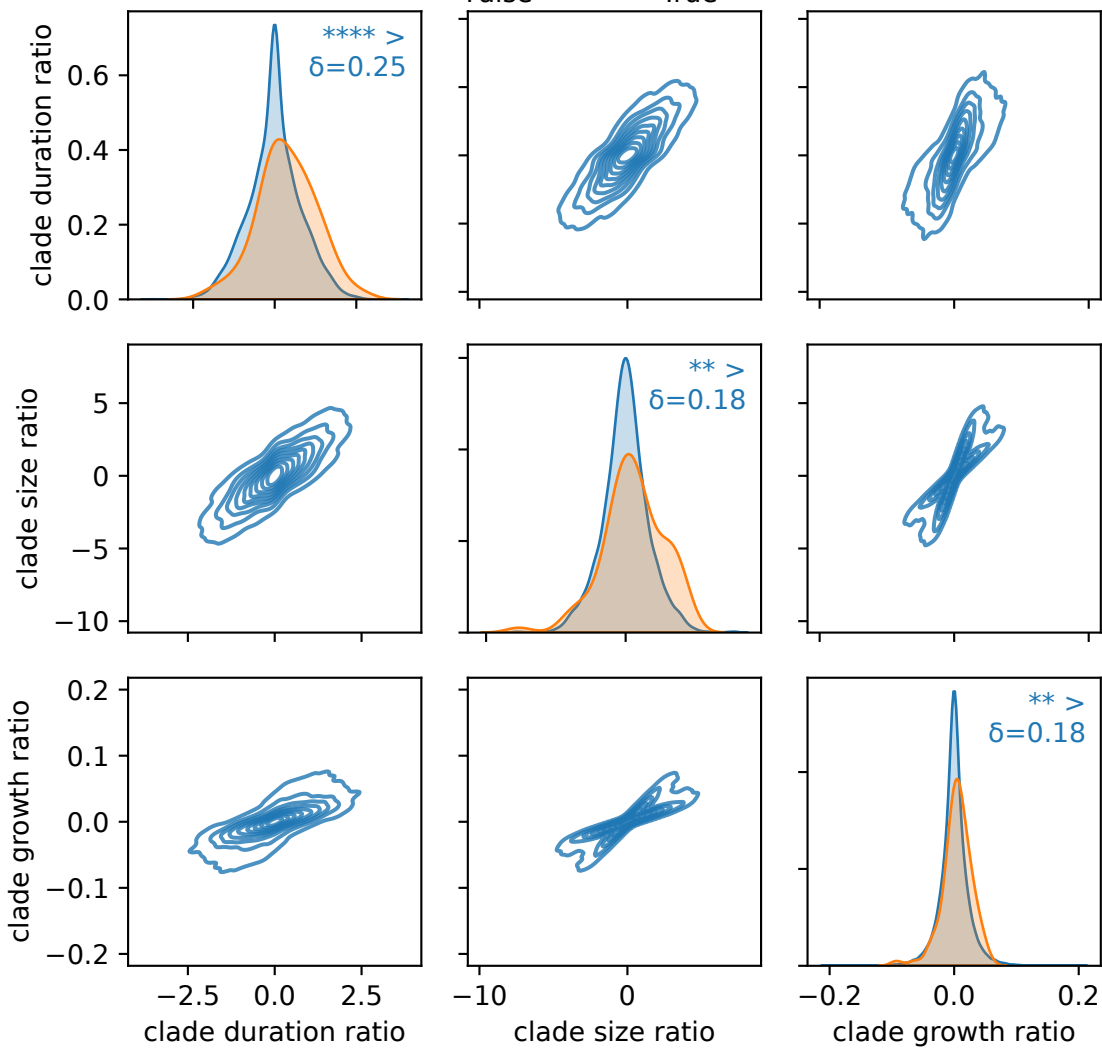 clade duration ratio
0.6
0.4
0.2
0.0
**** >
δ=0.25
clade size ratio
5
0
−5
−10
** >
δ=0.18
clade growth ratio
0.2
0.1
0.0
−0.1
−0.2
** >
δ=0.18
−2.5 0.0 2.5
−10 0
−0.2 0.0 0.2
clade duration ratio
clade size ratio
clade growth ratio